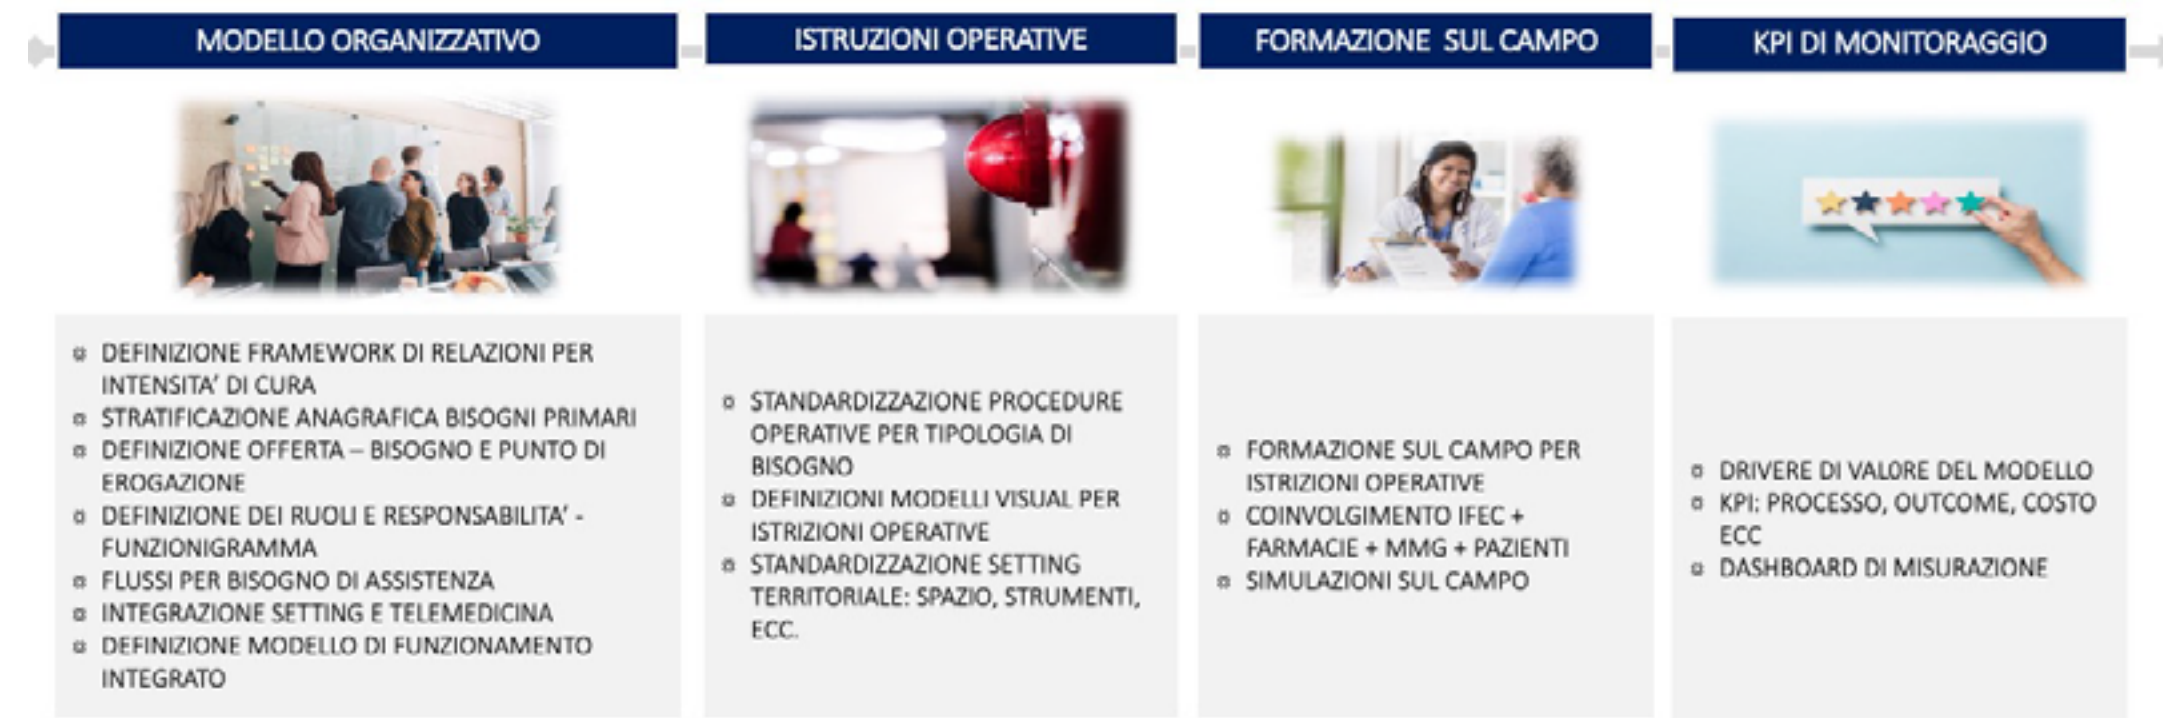 MODELLO ORGANIZZATIVO
DEFINIZIONE FRAMEWORK DI RELAZIONI PER
INTENSITA' DI CURA
STRATIFICAZIONE ANAGRAFICA BISOGNI PRIMARI
DEFINIZIONE OFFERTA – BISOGNO E PUNTO DI
EROGAZIONE
DEFINIZIONE DEI RUOLI E RESPONSABILITA' -
FUNZIONIGRAMMA
FLUSSI PER BISOGNO DI ASSISTENZA
INTEGRAZIONE SETTING E TELEMEDICINA
DEFINIZIONE MODELLO DI FUNZIONAMENTO
INTEGRATO
ISTRUZIONI OPERATIVE
STANDARDIZZAZIONE PROCEDURE
OPERATIVE PER TIPOLOGIA DI
BISOGNO
DEFINIZIONI MODELLI VISUAL PER
ISTRIZIONI OPERATIVE
STANDARDIZZAZIONE SETTING
TERRITORIALE: SPAZIO, STRUMENTI,
ECC.
FORMAZIONE SUL CAMPO
FORMAZIONE SUL CAMPO PER
ISTRIZIONI OPERATIVE
COINVOLGIMENTO IFEC +
FARMACIE + MMG + PAZIENTI
SIMULAZIONI SUL CAMPO
KPI DI MONITORAGGIO
DRIVERE DI VAL0RE DEL MODELLO
KPI: PROCESSO, OUTCOME, COSTO
ECC
DASHBOARD DI MISURAZIONE